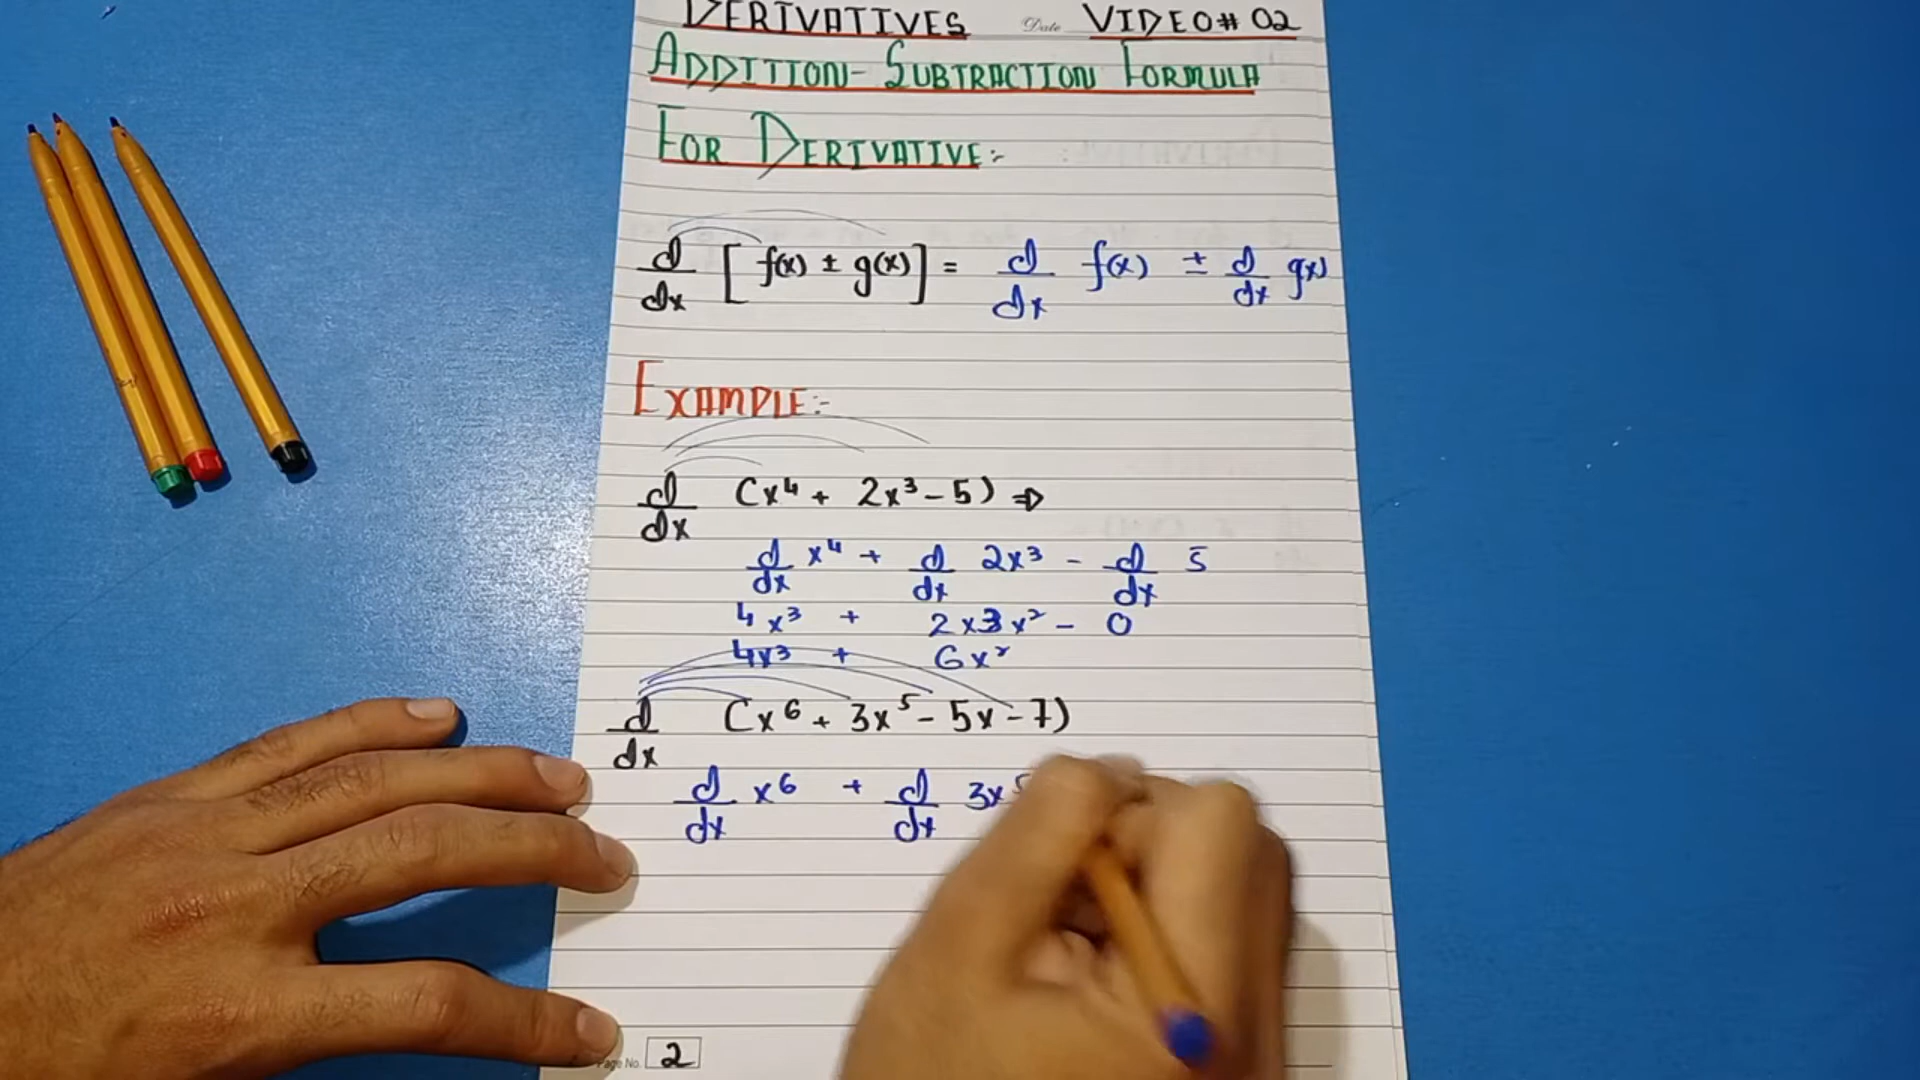 DERIVATIVES Date VIDEO# 02
ADDITION-SUBTRACTION FORMULA
FOR DERIVATIVE:-
d/dx [f(x) ± g(x)] = d/dx f(x) ± d/dx g(x)
EXAMPLE:-
d/dx (x⁴ + 2x³ - 5) ⇒
d/dx x⁴ + d/dx 2x³ - d/dx 5
4x³ + 2x3x² - 0
4x³ + 6x²
d/dx (x⁶ + 3x⁵ - 5x - 7)
d/dx x⁶ + d/dx 3x⁵
Page No. 2